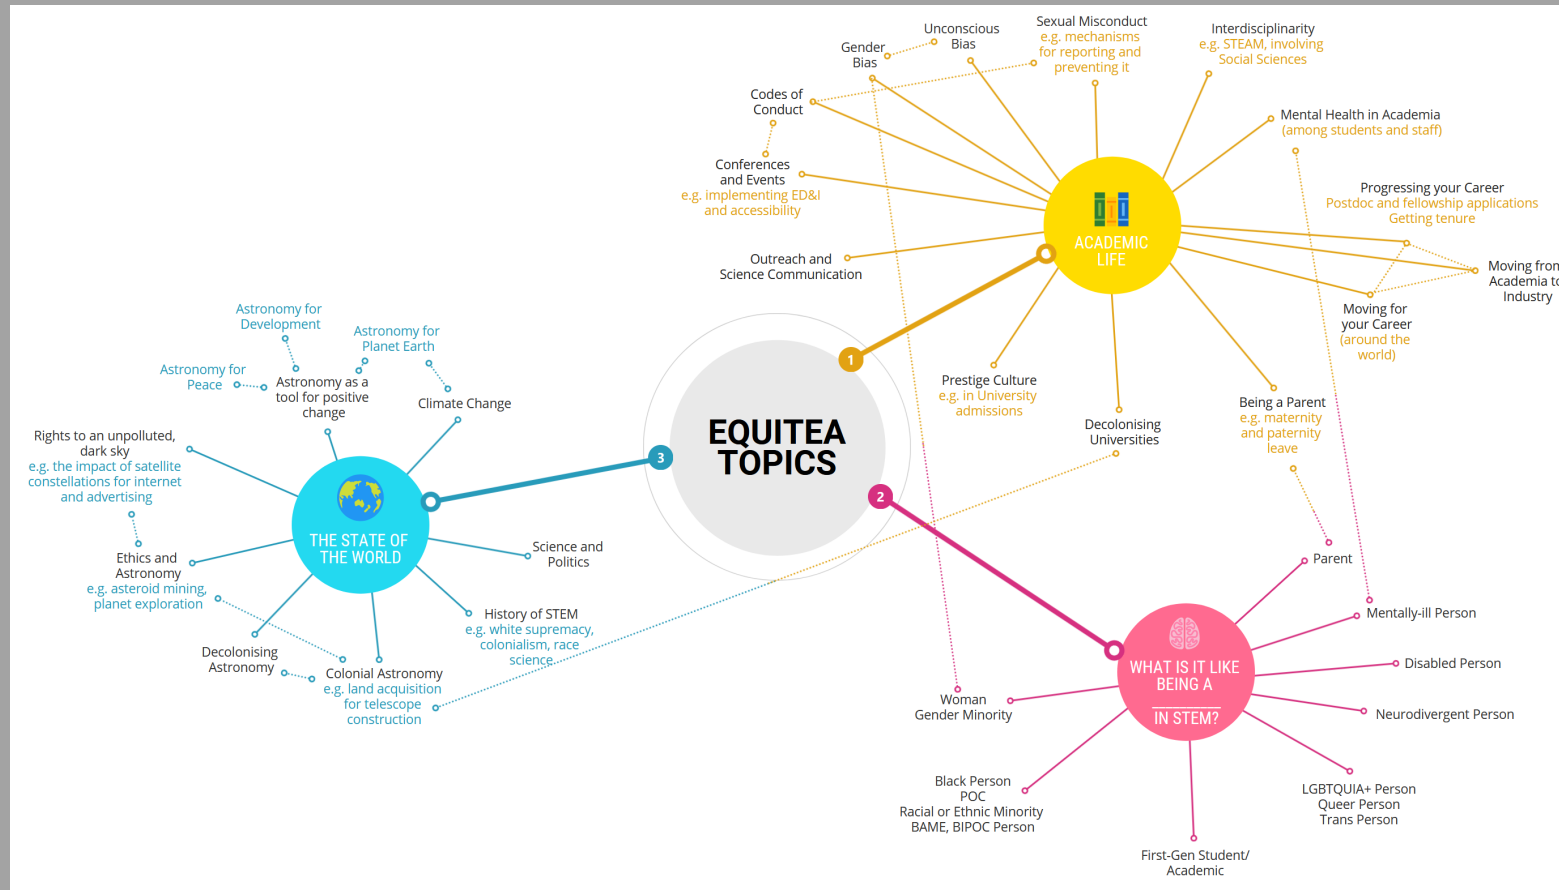 EQUITEA
TOPICS
1
ACADEMIC
LIFE
Gender
Bias
Unconscious
Bias
Sexual Misconduct
e.g. mechanisms
for reporting and
preventing it
Interdisciplinarity
e.g. STEAM, involving
Social Sciences
Mental Health in Academia
(among students and staff)
Progressing your Career
Postdoc and fellowship applications
Getting tenure
Moving from
Academia to
Industry
Moving for
your Career
(around the
world)
Being a Parent
e.g. maternity
and paternity
leave
Decolonising
Universities
Prestige Culture
e.g. in University
admissions
Outreach and
Science Communication
Conferences
and Events
e.g. implementing ED&I
and accessibility
Codes of
Conduct
2
WHAT IS IT LIKE
BEING A
________
IN STEM?
Parent
Mentally-ill Person
Disabled Person
Neurodivergent Person
LGBTQUIA+ Person
Queer Person
Trans Person
First-Gen Student/
Academic
Black Person
POC
Racial or Ethnic Minority
BAME, BIPOC Person
Woman
Gender Minority
3
THE STATE OF
THE WORLD
Astronomy for
Development
Astronomy for
Planet Earth
Astronomy for
Peace
Astronomy as a
tool for positive
change
Climate Change
Rights to an unpolluted,
dark sky
e.g. the impact of satellite
constellations for internet
and advertising
Ethics and
Astronomy
e.g. asteroid mining,
planet exploration
Decolonising
Astronomy
Colonial Astronomy
e.g. land acquisition
for telescope
construction
History of STEM
e.g. white supremacy,
colonialism, race
science
Science and
Politics